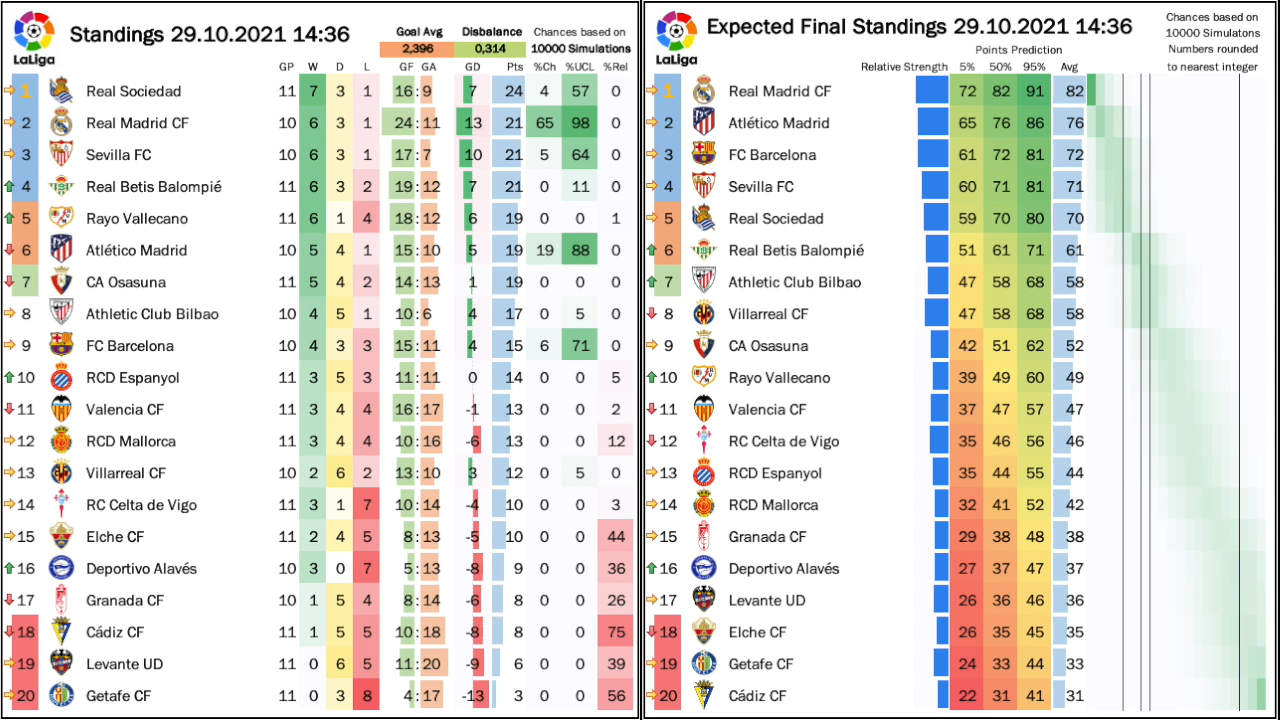 LaLiga
Standings 29.10.2021 14:36
Goal Avg Disbalance Chances based on
2,396 0,314 10000 Simulations
GP W D L GF GA GD Pts %Ch %UCL %Rel
1 Real Sociedad 11 7 3 1 16:9 7 24 4 57 0
2 Real Madrid CF 10 6 3 1 24:11 13 21 65 98 0
3 Sevilla FC 10 6 3 1 17:7 10 21 5 64 0
4 Real Betis Balompié 11 6 3 2 19:12 7 21 0 11 0
5 Rayo Vallecano 11 6 1 4 18:12 6 19 0 0 1
6 Atlético Madrid 10 5 4 1 15:10 5 19 19 88 0
7 CA Osasuna 11 5 4 2 14:13 1 19 0 0 0
8 Athletic Club Bilbao 10 4 5 1 10:6 4 17 0 5 0
9 FC Barcelona 10 4 3 3 15:11 4 15 6 71 0
10 RCD Espanyol 11 3 5 3 11:11 0 14 0 0 5
11 Valencia CF 11 3 4 4 16:17 -1 13 0 0 2
12 RCD Mallorca 11 3 4 4 10:16 -6 13 0 0 12
13 Villarreal CF 10 2 6 2 13:10 3 12 0 5 0
14 RC Celta de Vigo 11 3 1 7 10:14 -4 10 0 0 3
15 Elche CF 11 2 4 5 8:13 -5 10 0 0 44
16 Deportivo Alavés 10 3 0 7 5:13 -8 9 0 0 36
17 Granada CF 10 1 5 4 8:14 -6 8 0 0 26
18 Cádiz CF 11 1 5 5 10:18 -8 8 0 0 75
19 Levante UD 11 0 6 5 11:20 -9 6 0 0 39
20 Getafe CF 11 0 3 8 4:17 -13 3 0 0 56
LaLiga
Expected Final Standings 29.10.2021 14:36
Chances based on
10000 Simulatons
Numbers rounded
to nearest integer
Points Prediction
Relative Strength 5% 50% 95% Avg
1 Real Madrid CF 72 82 91 82
2 Atlético Madrid 65 76 86 76
3 FC Barcelona 61 72 81 72
4 Sevilla FC 60 71 81 71
5 Real Sociedad 59 70 80 70
6 Real Betis Balompié 51 61 71 61
7 Athletic Club Bilbao 47 58 68 58
8 Villarreal CF 47 58 68 58
9 CA Osasuna 42 51 62 52
10 Rayo Vallecano 39 49 60 49
11 Valencia CF 37 47 57 47
12 RC Celta de Vigo 35 46 56 46
13 RCD Espanyol 35 44 55 44
14 RCD Mallorca 32 41 52 42
15 Granada CF 29 38 48 38
16 Deportivo Alavés 27 37 47 37
17 Levante UD 26 36 46 36
18 Elche CF 26 35 45 35
19 Getafe CF 24 33 44 33
20 Cádiz CF 22 31 41 31